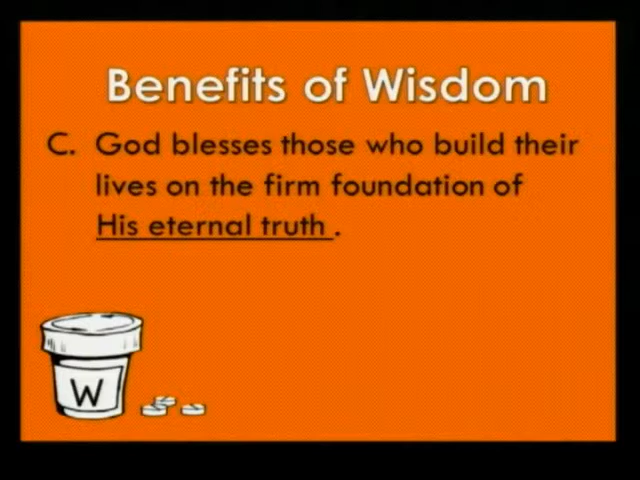 Benefits of Wisdom
C. God blesses those who build their
lives on the firm foundation of
His eternal truth .
W